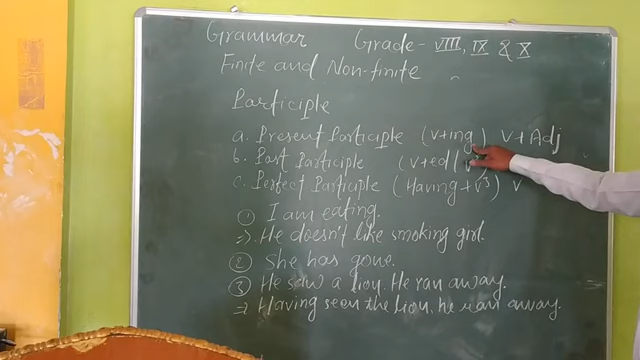 Grammar Grade - VIII, IX & X
Finite and Non-finite
Participle
a. Present Participle (V+ing) V+Adj
b. Past Participle (V+ed/V
c. Perfect Participle (Having+V³) V
① I am eating.
⇒ He doesn't like smoking girl.
② She has gone.
③ He saw a lion. He ran away.
⇒ Having seen the lion, he ran away.